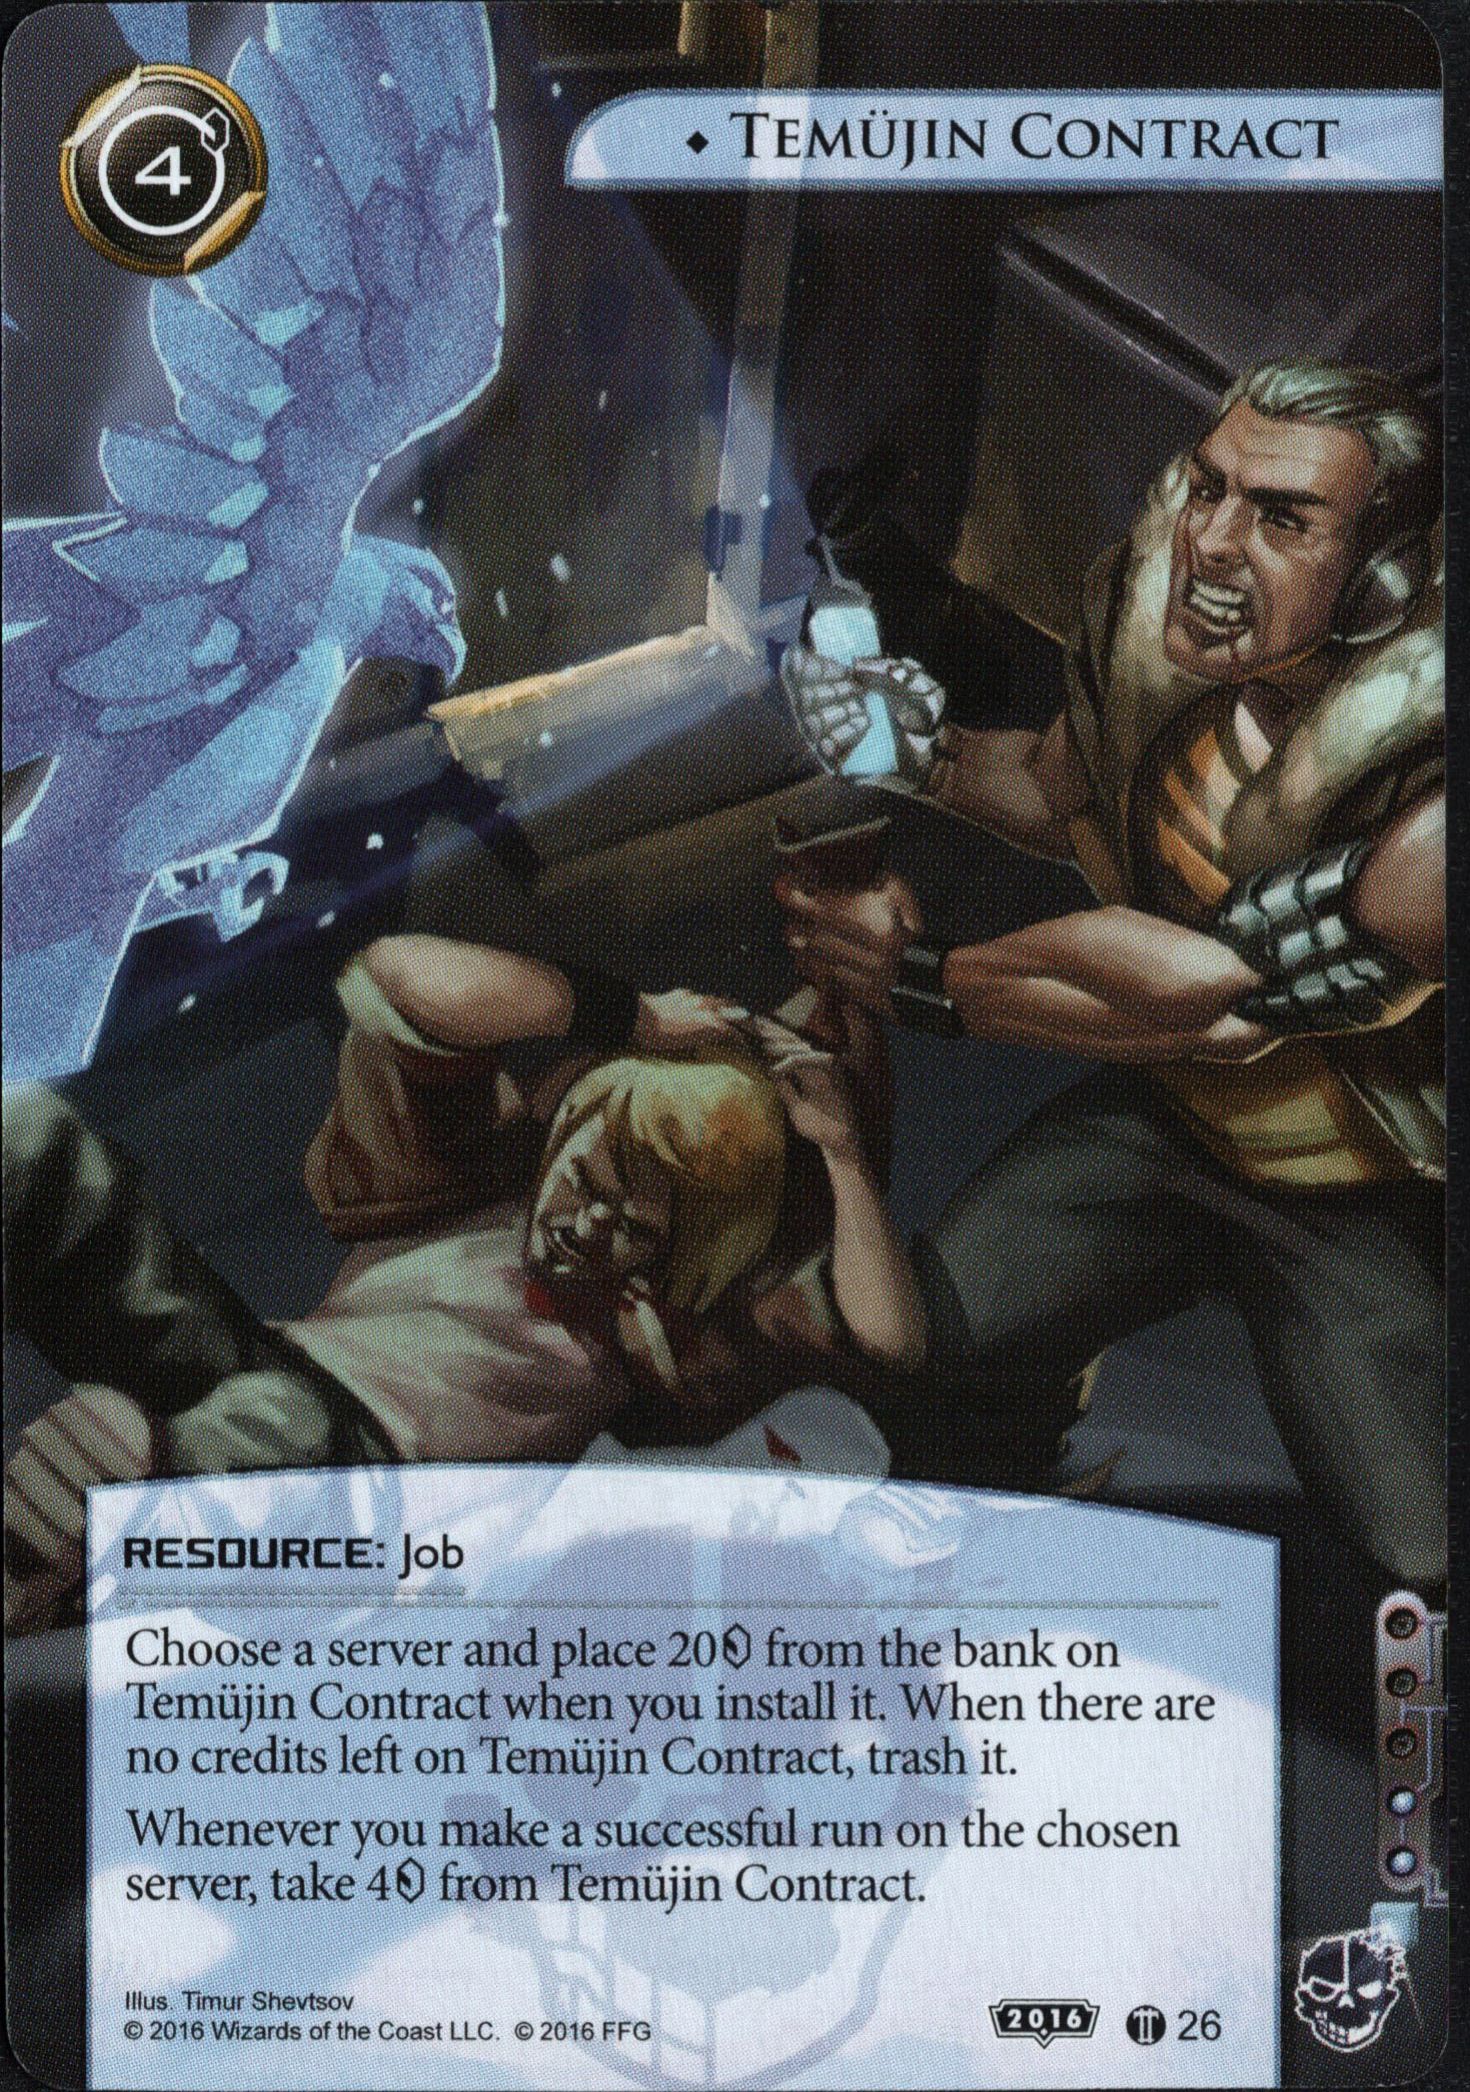 4
◆ TEMÜJIN CONTRACT
RESOURCE: Job
Choose a server and place 20 from the bank on
Temüjin Contract when you install it. When there are
no credits left on Temüjin Contract, trash it.
Whenever you make a successful run on the chosen
server, take 4 from Temüjin Contract.
Illus. Timur Shevtsov
© 2016 Wizards of the Coast LLC. © 2016 FFG
2016
26